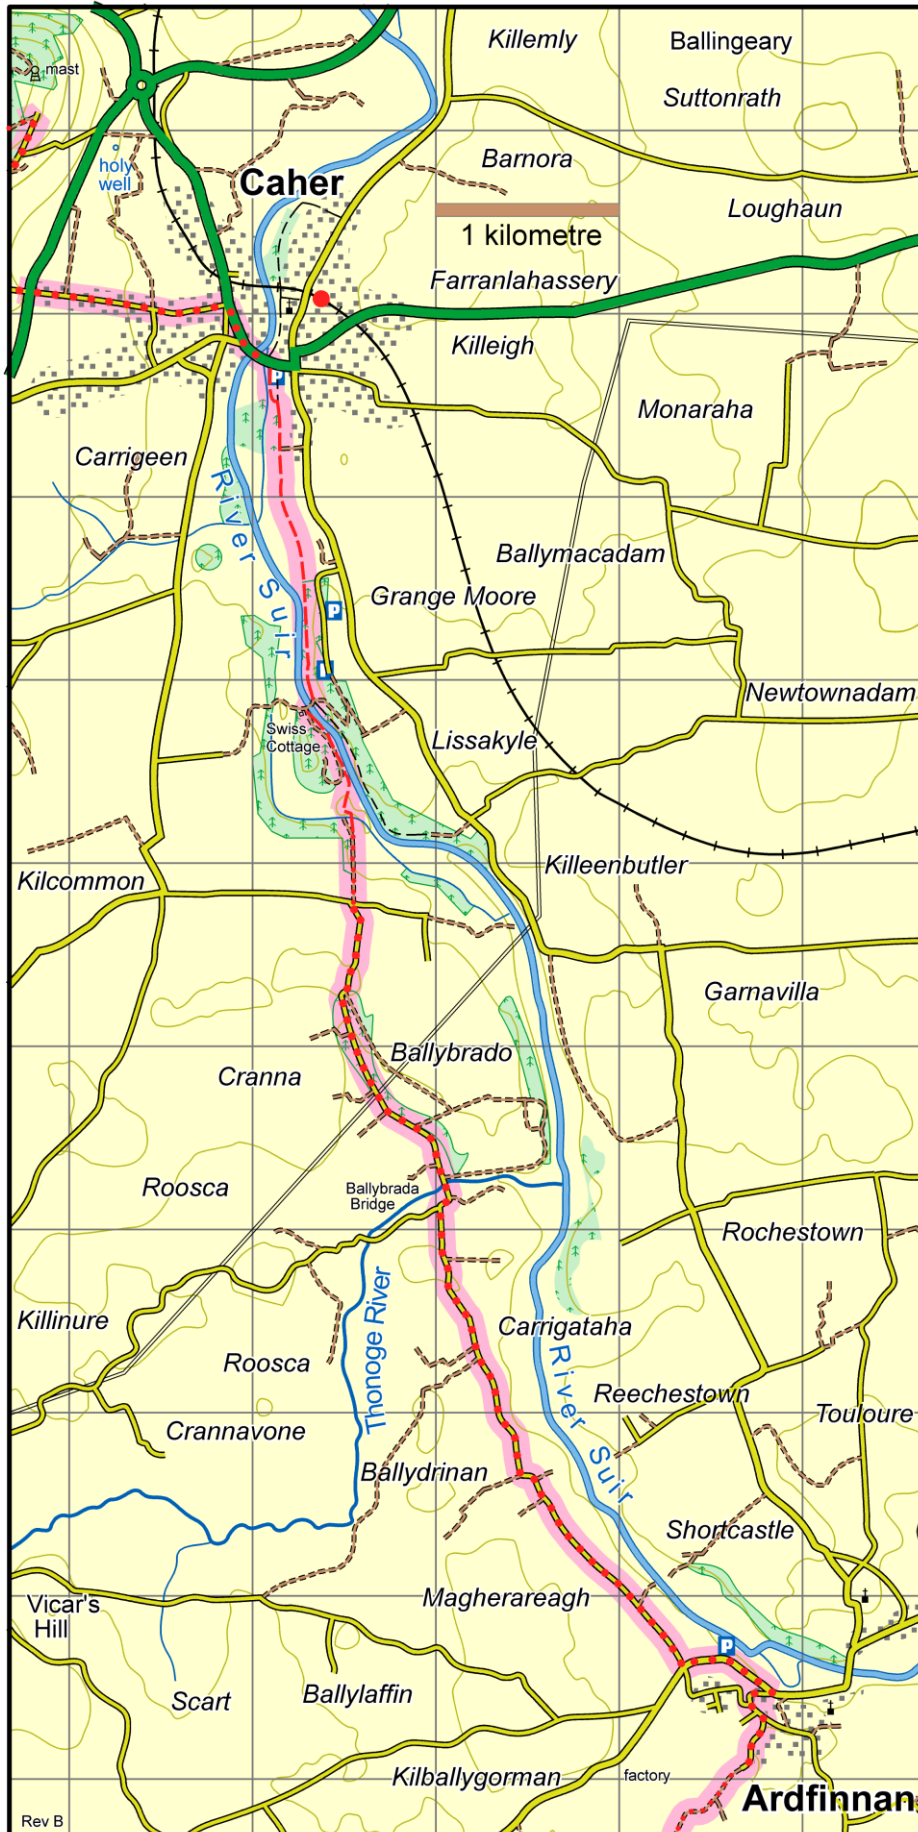 Killemly
Ballingeary
mast
Suttonrath
holy
well
Barnora
Caher
Loughaun
1 kilometre
Farranlahassery
Killeigh
P
Monaraha
Carrigeen
River Suir
Ballymacadam
Grange Moore
P
Newtownadam
Swiss
Cottage
Lissakyle
Killeenbutler
Kilcommon
Garnavilla
Ballybrado
Cranna
Roosca
Ballybrada
Bridge
Rochestown
Thonoge River
Killinure
Carrigataha
River Suir
Roosca
Reechestown
Touloure
Crannavone
Ballydrinan
Shortcastle
Magherareagh
Vicar's
Hill
P
Scart
Ballylaffin
Kilballygorman
factory
Ardfinnan
Rev B